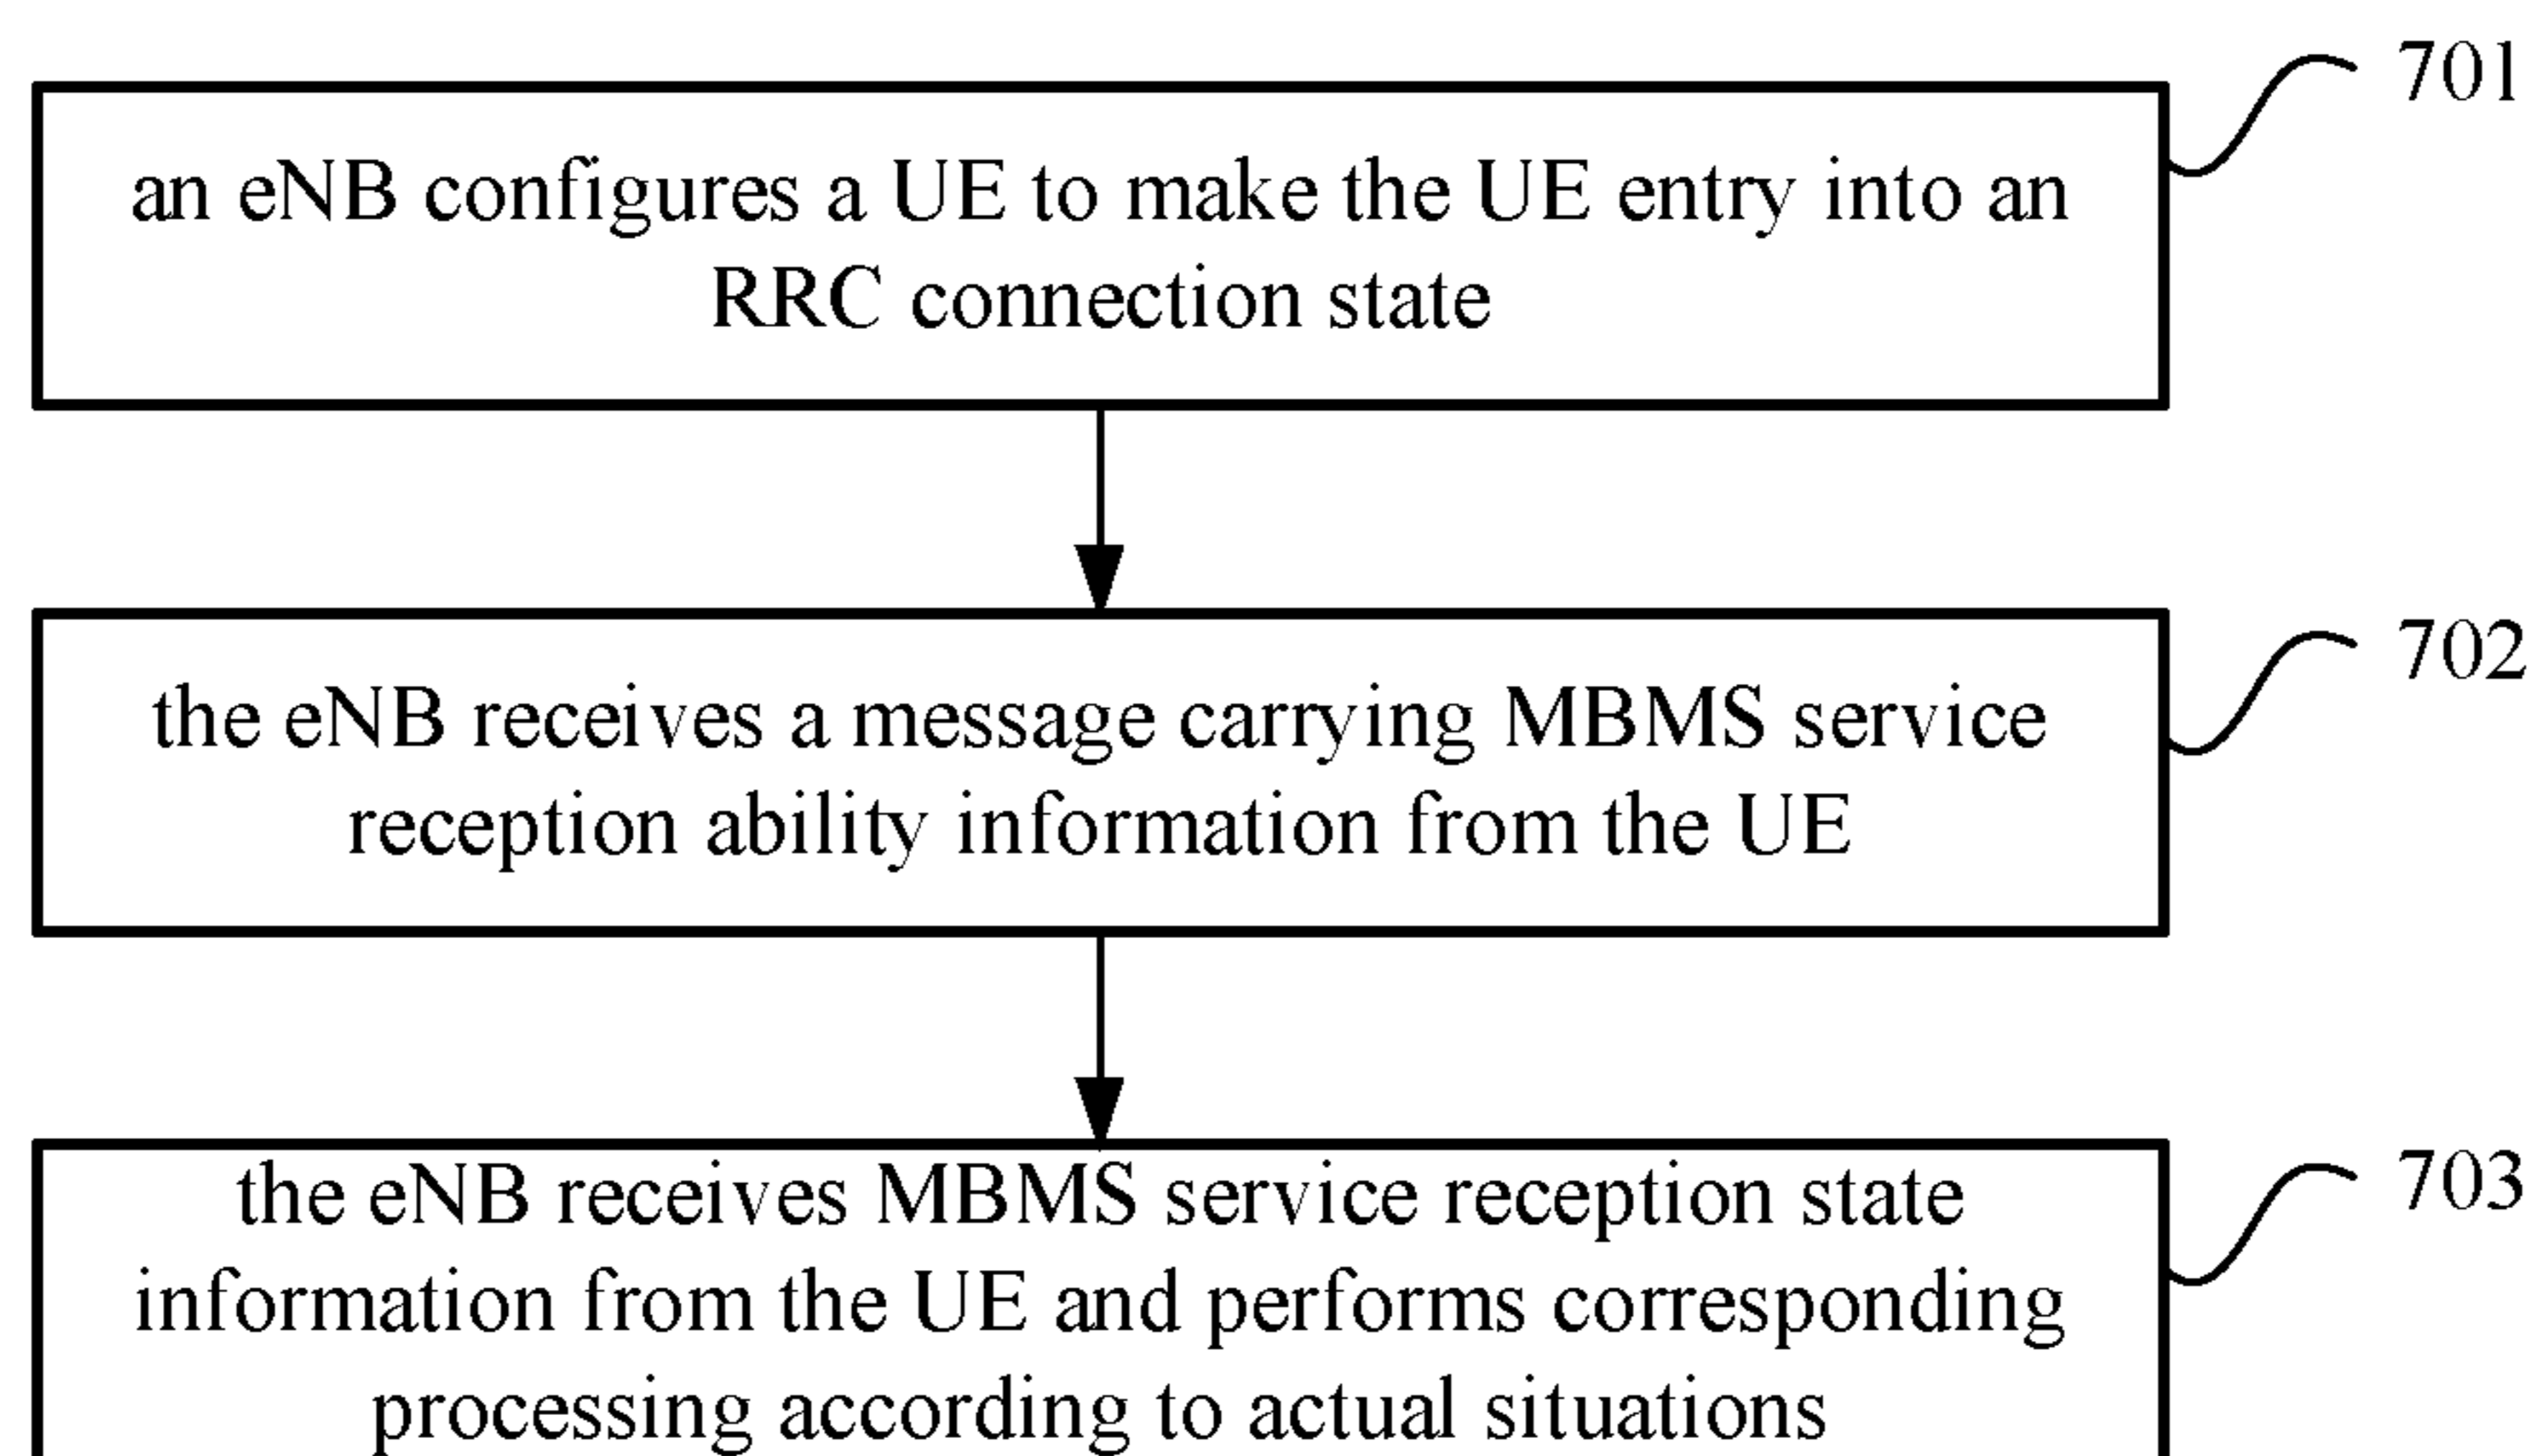 701
an eNB configures a UE to make the UE entry into an
RRC connection state
702
the eNB receives a message carrying MBMS service
reception ability information from the UE
703
the eNB receives MBMS service reception state
information from the UE and performs corresponding
processing according to actual situations